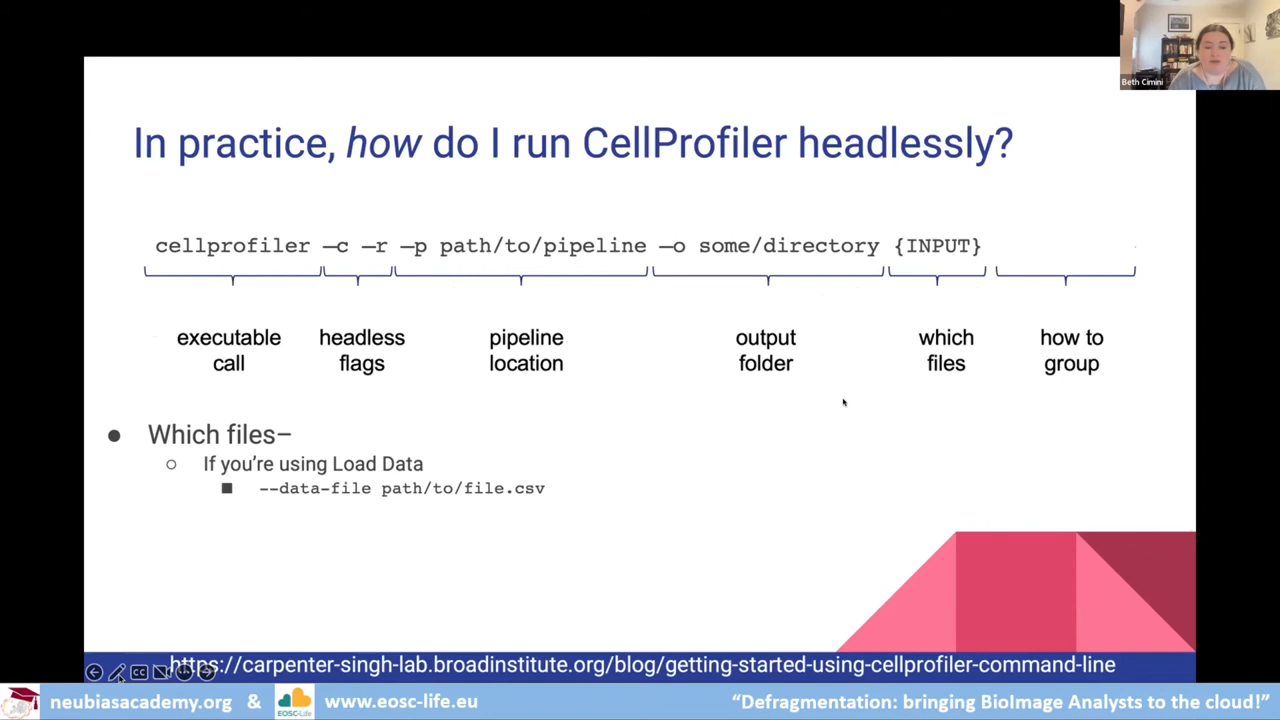 Beth Cimini
In practice, how do I run CellProfiler headlessly?
cellprofiler –c –r –p path/to/pipeline –o some/directory {INPUT}
executable call
headless flags
pipeline location
output folder
which files
how to group
● Which files–
○ If you're using Load Data
■ --data-file path/to/file.csv
https://carpenter-singh-lab.broadinstitute.org/blog/getting-started-using-cellprofiler-command-line
CC
neubiasacademy.org & EOSC-Life www.eosc-life.eu “Defragmentation: bringing BioImage Analysts to the cloud!”